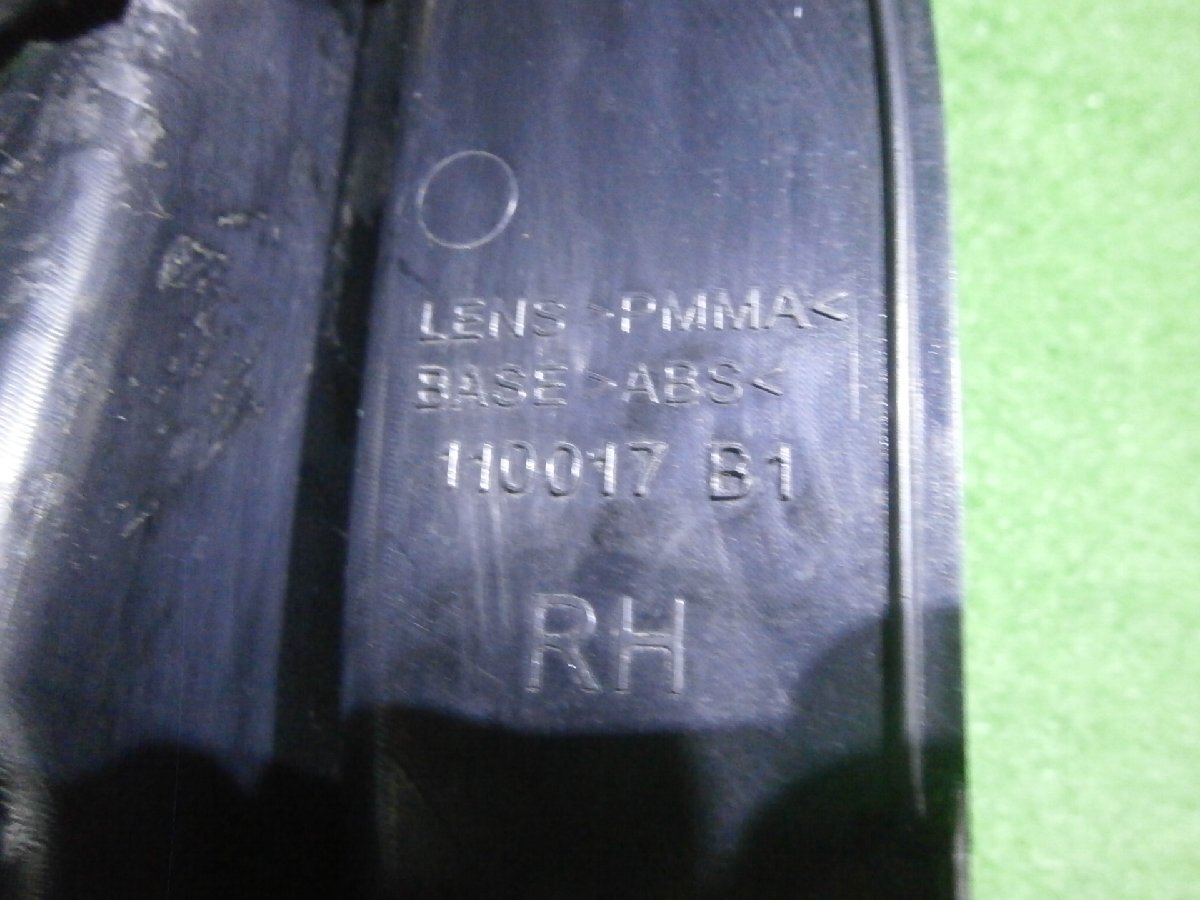 LENS >PMMA<
BASE >ABS<
110017 B1
RH